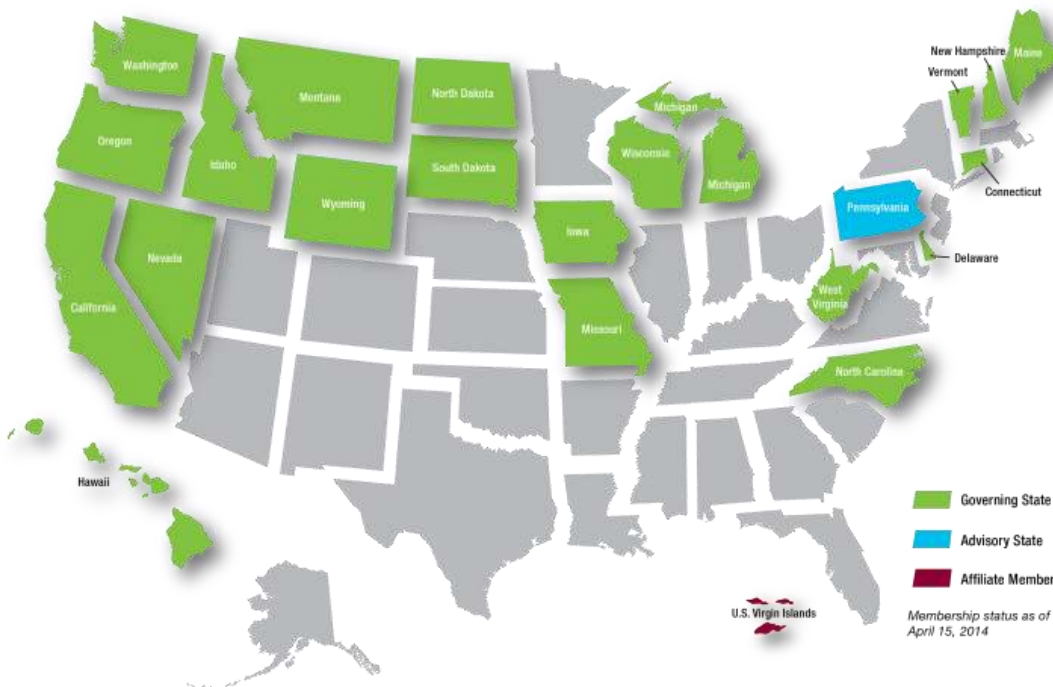 Washington
Montana
North Dakota
Michigan
New Hampshire
Maine
Vermont
Oregon
Idaho
South Dakota
Wisconsin
Michigan
Connecticut
Wyoming
Pennsylvania
Iowa
Nevada
Delaware
California
West
Virginia
Missouri
North Carolina
Hawaii
Governing State
Advisory State
Affiliate Member
U.S. Virgin Islands
Membership status as of
April 15, 2014